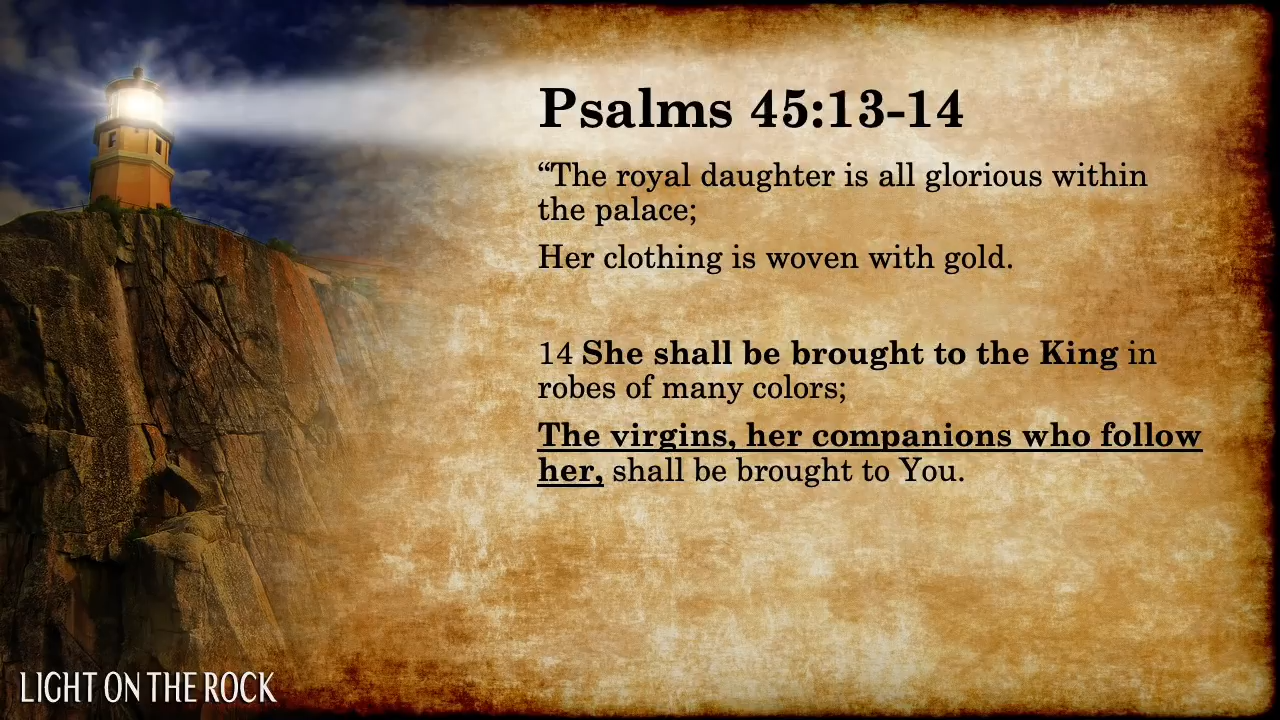 Psalms 45:13-14
“The royal daughter is all glorious within
the palace;
Her clothing is woven with gold.
14 She shall be brought to the King in
robes of many colors;
The virgins, her companions who follow
her, shall be brought to You.
LIGHT ON THE ROCK